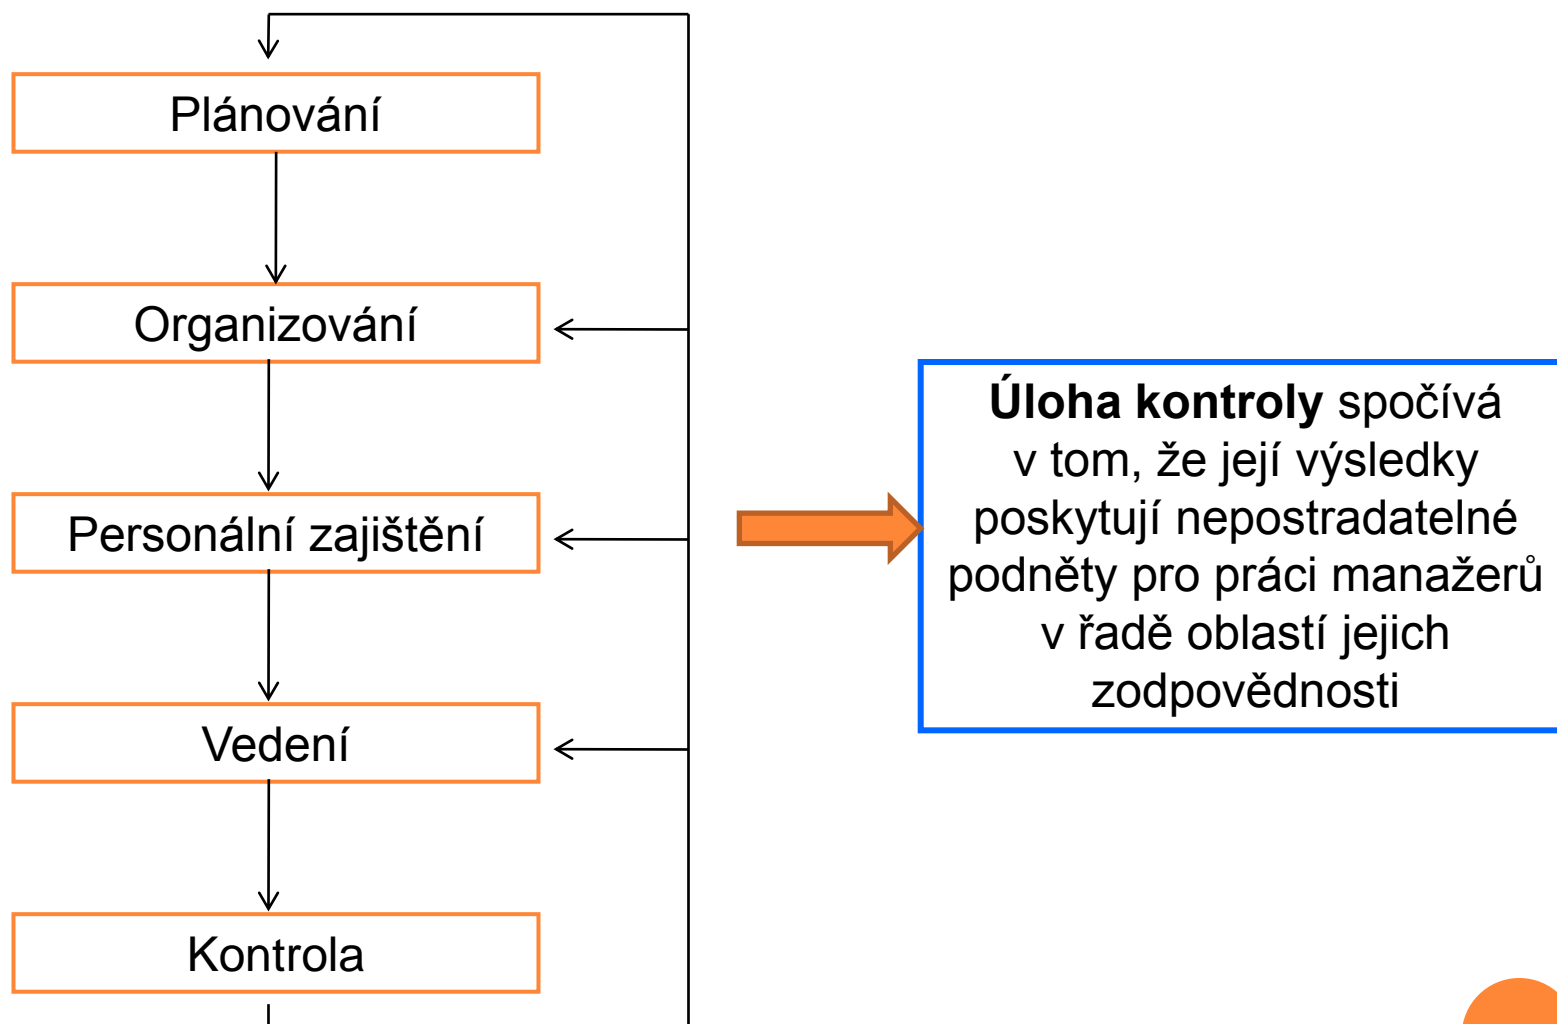 Plánování
Organizování
Personální zajištění
Vedení
Kontrola
Úloha kontroly spočívá
v tom, že její výsledky
poskytují nepostradatelné
podněty pro práci manažerů
v řadě oblastí jejich
zodpovědnosti